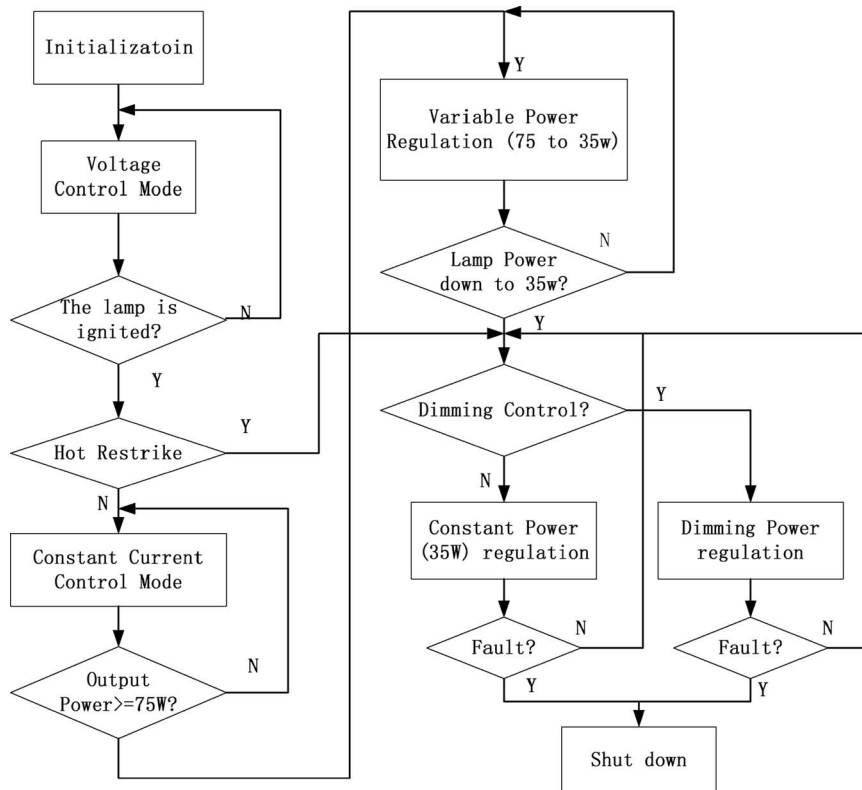 Initializatoin
Voltage
Control Mode
The lamp is
ignited?
N
Y
Hot Restrike
Y
N
Constant Current
Control Mode
Output
Power>=75W?
N
Y
Variable Power
Regulation (75 to 35w)
Lamp Power
down to 35w?
N
Y
Dimming Control?
Y
N
Constant Power
(35W) regulation
Dimming Power
regulation
Fault?
N
Y
Fault?
N
Y
Shut down